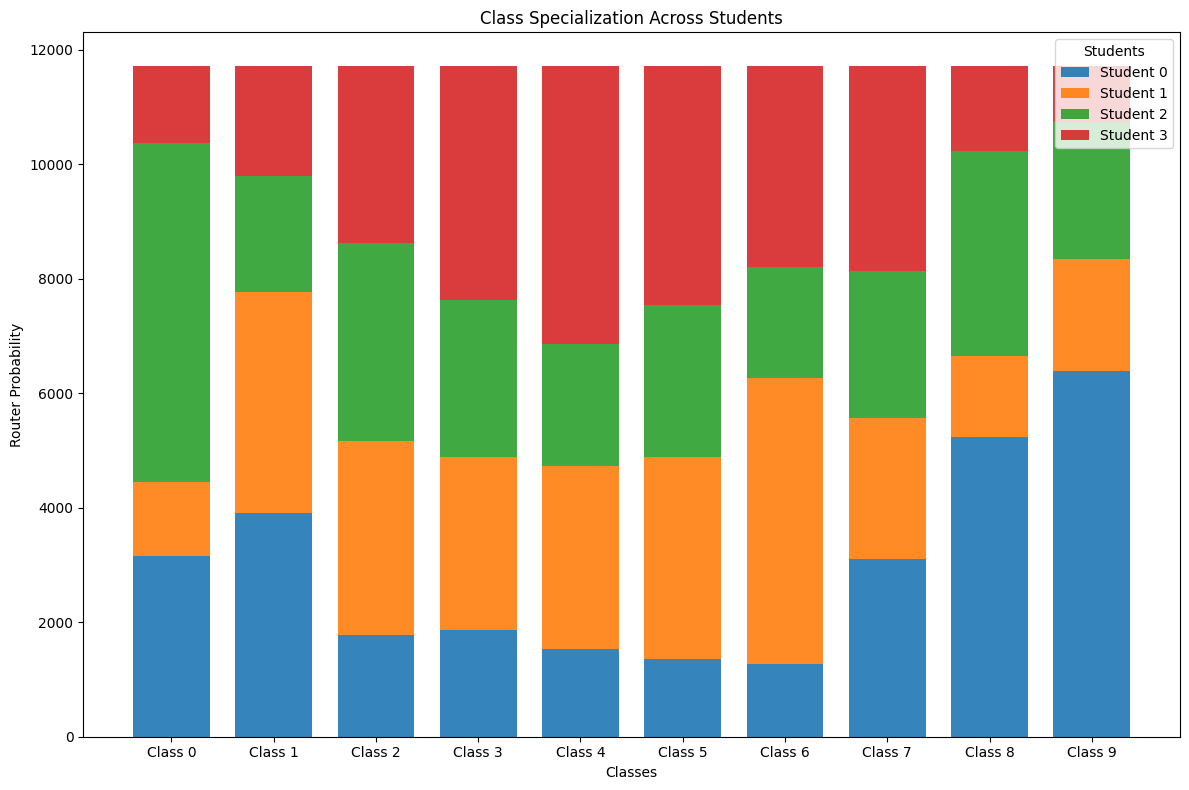 Class Specialization Across Students
12000
10000
8000
6000
4000
2000
0
Router Probability
Students
Student 0
Student 1
Student 2
Student 3
Class 0 Class 1 Class 2 Class 3 Class 4 Class 5 Class 6 Class 7 Class 8 Class 9
Classes